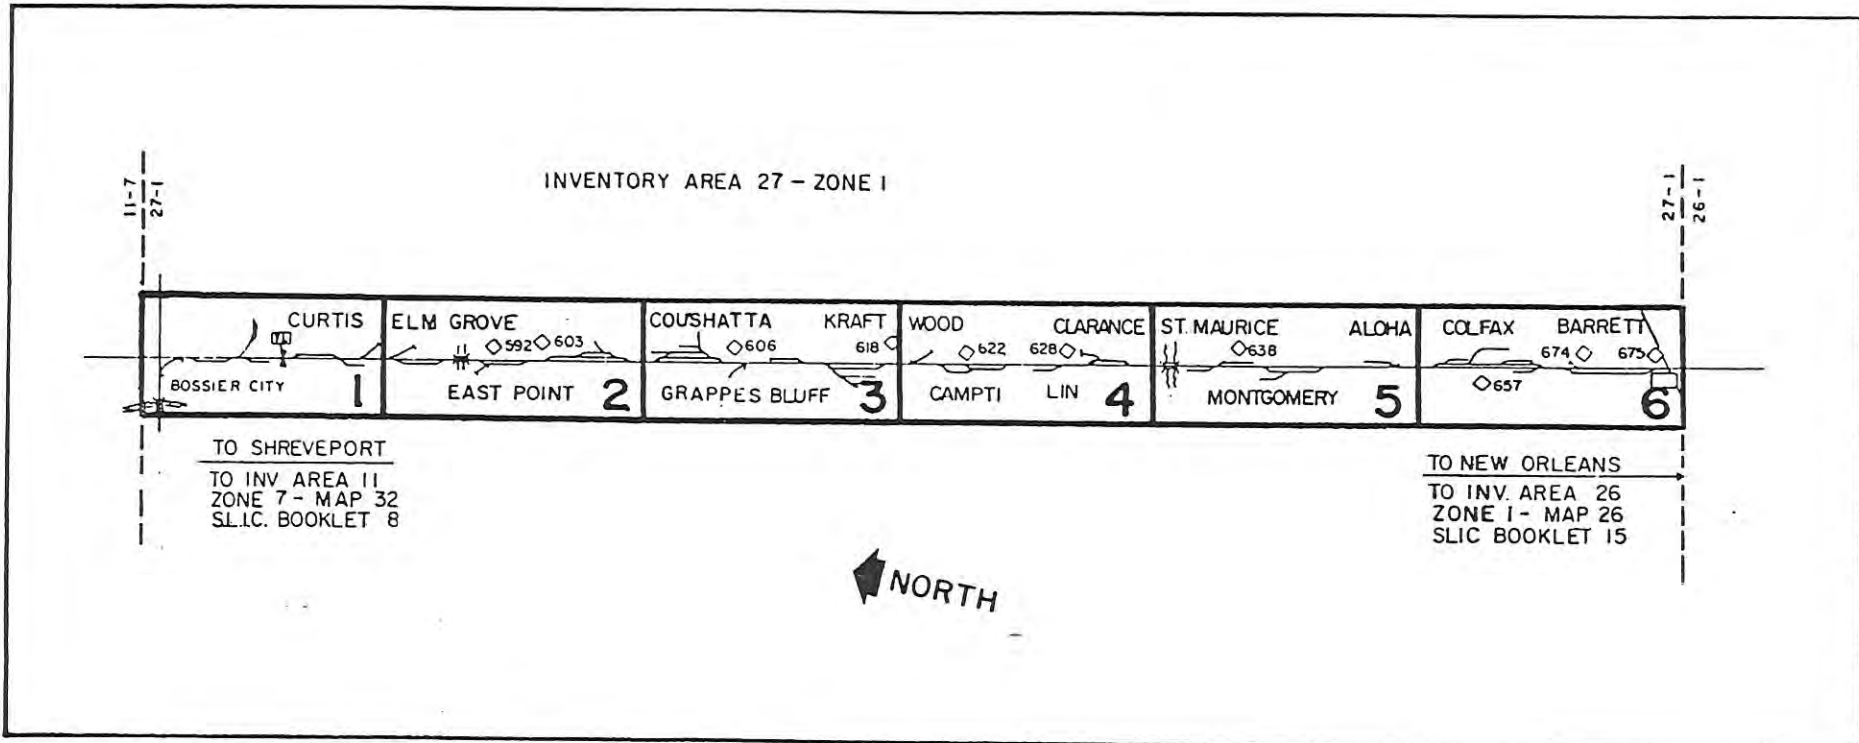 INVENTORY AREA 27 - ZONE 1
11-7
27-1
27-1
26-1
CURTIS
BOSSIER CITY
1
ELM GROVE
592
603
EAST POINT
2
COUSHATTA
KRAFT
606
618
GRAPPES BLUFF
3
WOOD
CLARANCE
622
628
CAMPTI
LIN
4
ST. MAURICE
ALOHA
638
MONTGOMERY
5
COLFAX
BARRETT
674
675
657
6
TO SHREVEPORT
TO INV AREA 11
ZONE 7 - MAP 32
S.L.I.C. BOOKLET 8
TO NEW ORLEANS
TO INV. AREA 26
ZONE 1 - MAP 26
SLIC BOOKLET 15
NORTH